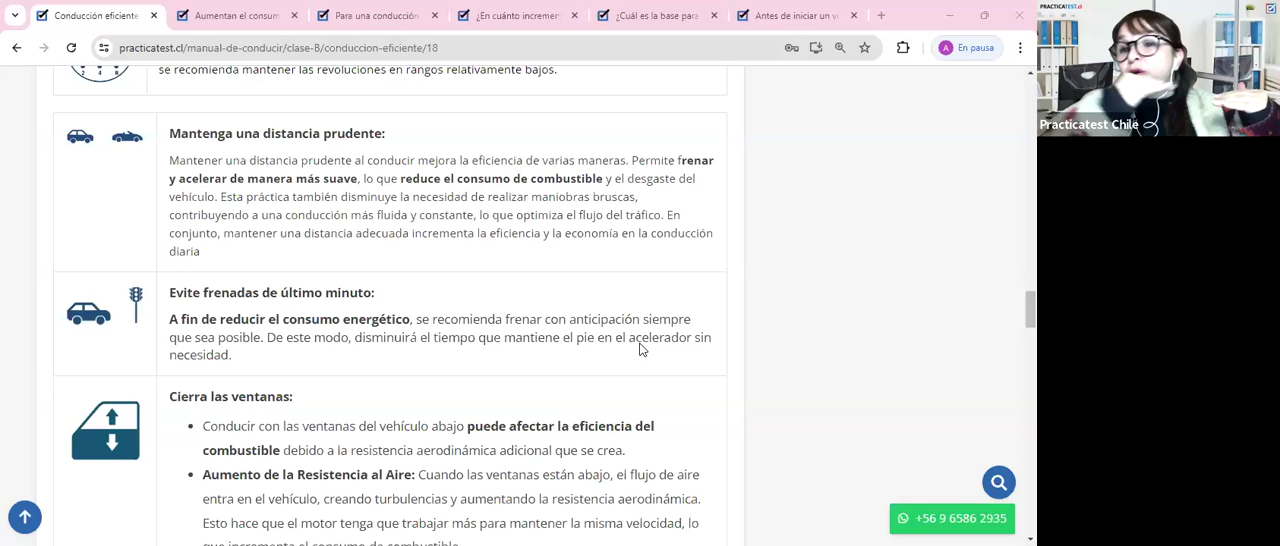 Conducción eficiente
Aumentan el consum
Para una conducción
¿En cuánto incremen
¿Cuál es la base para
Antes de iniciar un v
practicatest.cl/manual-de-conducir/clase-B/conduccion-eficiente/18
A
En pausa
PRACTICATEST.cl
se recomienda mantener las revoluciones en rangos relativamente bajos.
Mantenga una distancia prudente:
Mantener una distancia prudente al conducir mejora la eficiencia de varias maneras. Permite frenar
y acelerar de manera más suave, lo que reduce el consumo de combustible y el desgaste del
vehículo. Esta práctica también disminuye la necesidad de realizar maniobras bruscas,
contribuyendo a una conducción más fluida y constante, lo que optimiza el flujo del tráfico. En
conjunto, mantener una distancia adecuada incrementa la eficiencia y la economía en la conducción
diaria
Evite frenadas de último minuto:
A fin de reducir el consumo energético, se recomienda frenar con anticipación siempre
que sea posible. De este modo, disminuirá el tiempo que mantiene el pie en el acelerador sin
necesidad.
Cierra las ventanas:
Conducir con las ventanas del vehículo abajo puede afectar la eficiencia del
combustible debido a la resistencia aerodinámica adicional que se crea.
Aumento de la Resistencia al Aire: Cuando las ventanas están abajo, el flujo de aire
entra en el vehículo, creando turbulencias y aumentando la resistencia aerodinámica.
Esto hace que el motor tenga que trabajar más para mantener la misma velocidad, lo
que incrementa el consumo de combustible.
+56 9 6586 2935
Practicatest Chile